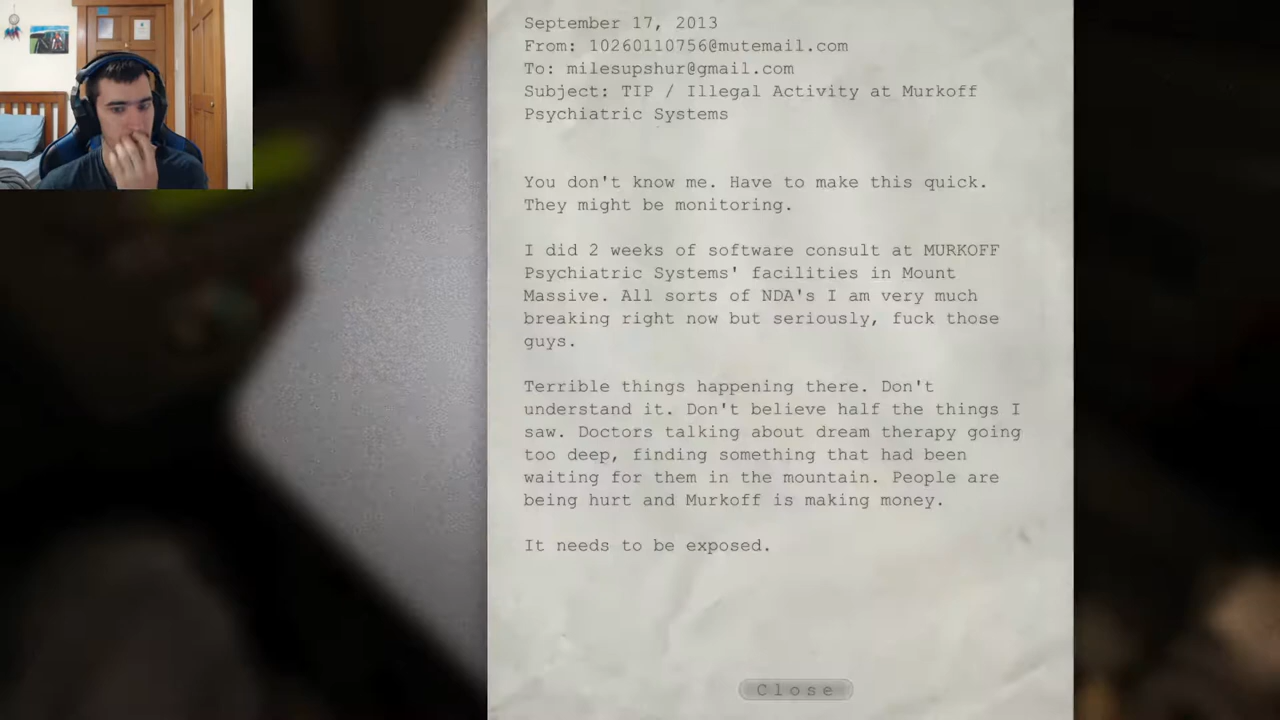 September 17, 2013
From: 10260110756@mutemail.com
To: milesupshur@gmail.com
Subject: TIP / Illegal Activity at Murkoff
Psychiatric Systems
You don't know me. Have to make this quick.
They might be monitoring.
I did 2 weeks of software consult at MURKOFF
Psychiatric Systems' facilities in Mount
Massive. All sorts of NDA's I am very much
breaking right now but seriously, fuck those
guys.
Terrible things happening there. Don't
understand it. Don't believe half the things I
saw. Doctors talking about dream therapy going
too deep, finding something that had been
waiting for them in the mountain. People are
being hurt and Murkoff is making money.
It needs to be exposed.
Close